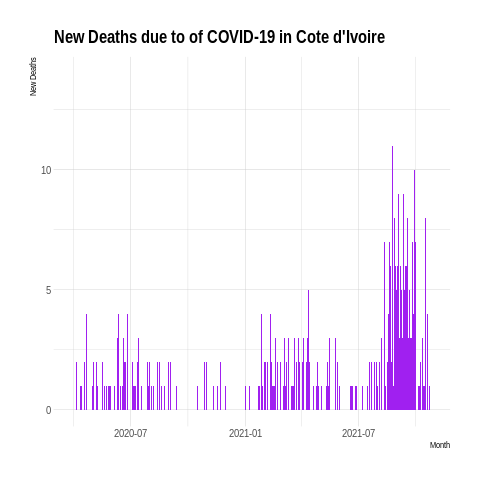 New Deaths due to of COVID-19 in Cote d'Ivoire
New Deaths
10
5
0
2020-07 2021-01 2021-07
Month